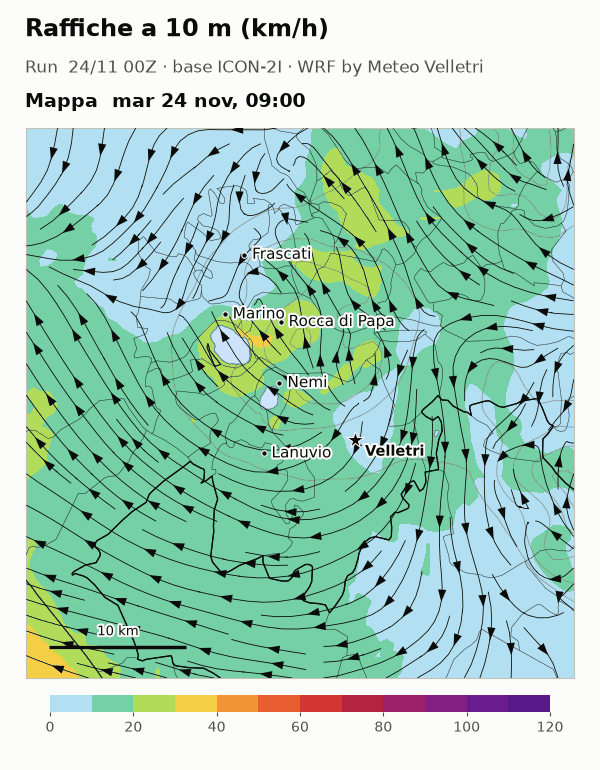 Raffiche a 10 m (km/h)
Run  24/11 00Z · base ICON-2I · WRF by Meteo Velletri
Mappa  mar 24 nov, 09:00
Frascati
Marino
Rocca di Papa
Nemi
Velletri
Lanuvio
10 km
0 20 40 60 80 100 120